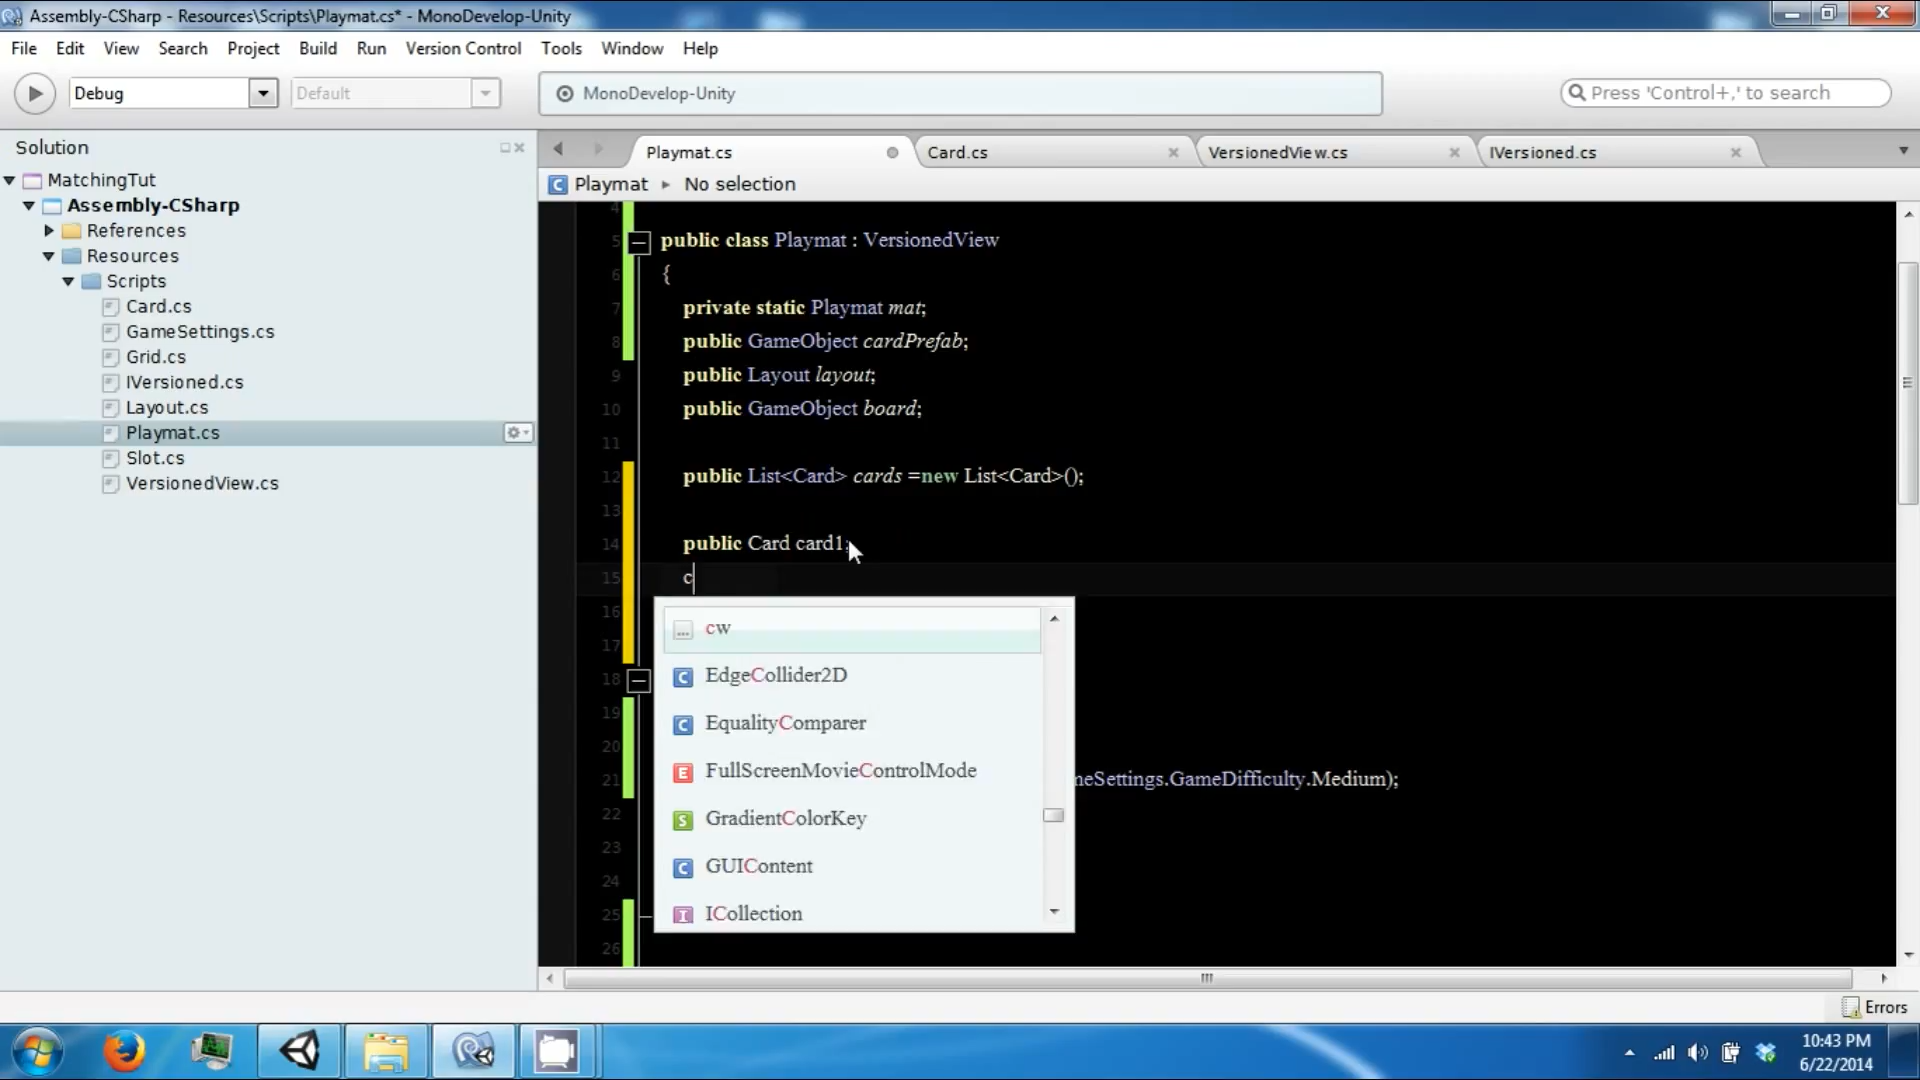 Assembly-CSharp - Resources\Scripts\Playmat.cs* - MonoDevelop-Unity
File Edit View Search Project Build Run Version Control Tools Window Help
Debug Default MonoDevelop-Unity Press 'Control+,' to search
Solution
Playmat.cs Card.cs VersionedView.cs IVersioned.cs
Playmat No selection
MatchingTut
Assembly-CSharp
References
Resources
Scripts
Card.cs
GameSettings.cs
Grid.cs
IVersioned.cs
Layout.cs
Playmat.cs
Slot.cs
VersionedView.cs
4
5 public class Playmat : VersionedView
6 {
7 private static Playmat mat;
8 public GameObject cardPrefab;
9 public Layout layout;
10 public GameObject board;
11
12 public List<Card> cards =new List<Card>();
13
14 public Card card1;
15 c
16
17
18
19
20
21 meSettings.GameDifficulty.Medium);
22
23
24
25
26
cw
EdgeCollider2D
EqualityComparer
FullScreenMovieControlMode
GradientColorKey
GUIContent
ICollection
Errors
10:43 PM
6/22/2014